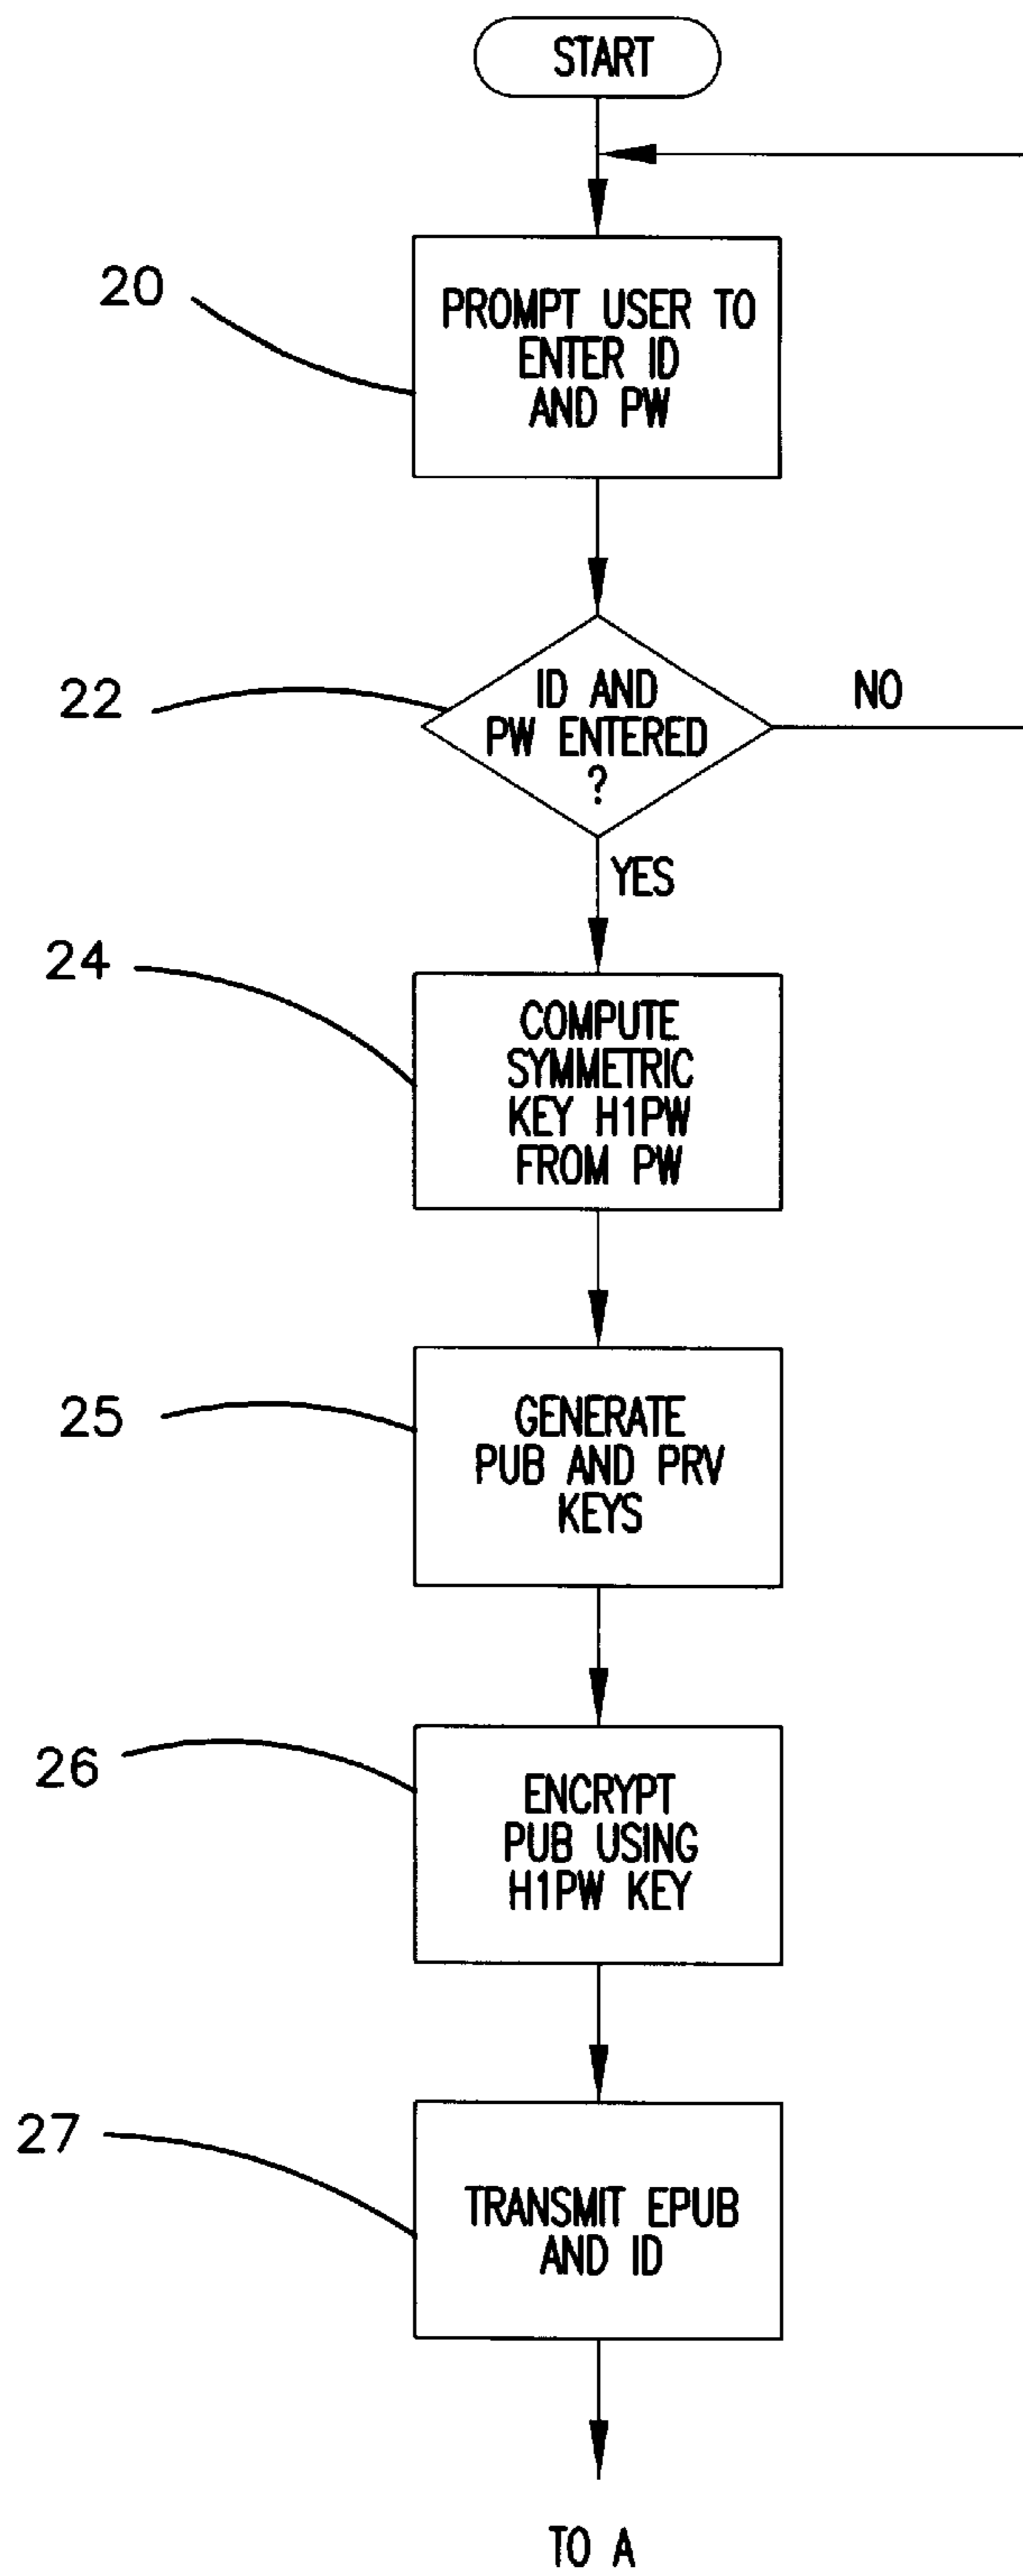 START
20
PROMPT USER TO
ENTER ID
AND PW
22
ID AND
PW ENTERED
?
NO
YES
24
COMPUTE
SYMMETRIC
KEY H1PW
FROM PW
25
GENERATE
PUB AND PRV
KEYS
26
ENCRYPT
PUB USING
H1PW KEY
27
TRANSMIT EPUB
AND ID
TO A